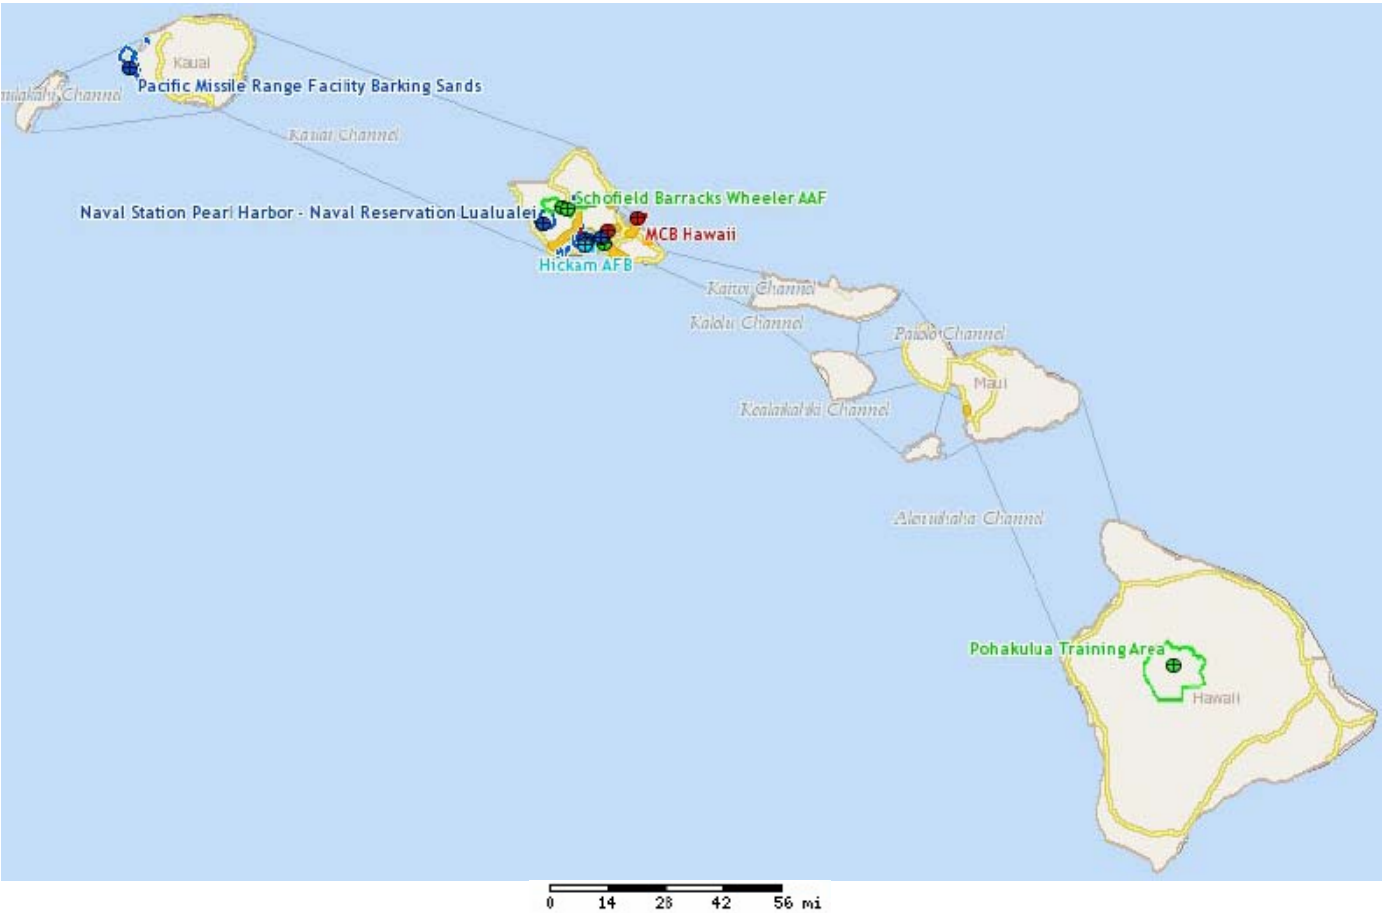 Kauai
Channel
Pacific Missile Range Facility Barking Sands
Kauai Channel
Schofield Barracks Wheeler AAF
Naval Station Pearl Harbor - Naval Reservation Lualualei
MCB Hawaii
Hickam AFB
Kaiwi Channel
Kalohi Channel
Pailolo Channel
Maui
Kealaikahiki Channel
Alenuihaha Channel
Pohakulua Training Area
Hawaii
0 14 28 42 56 mi